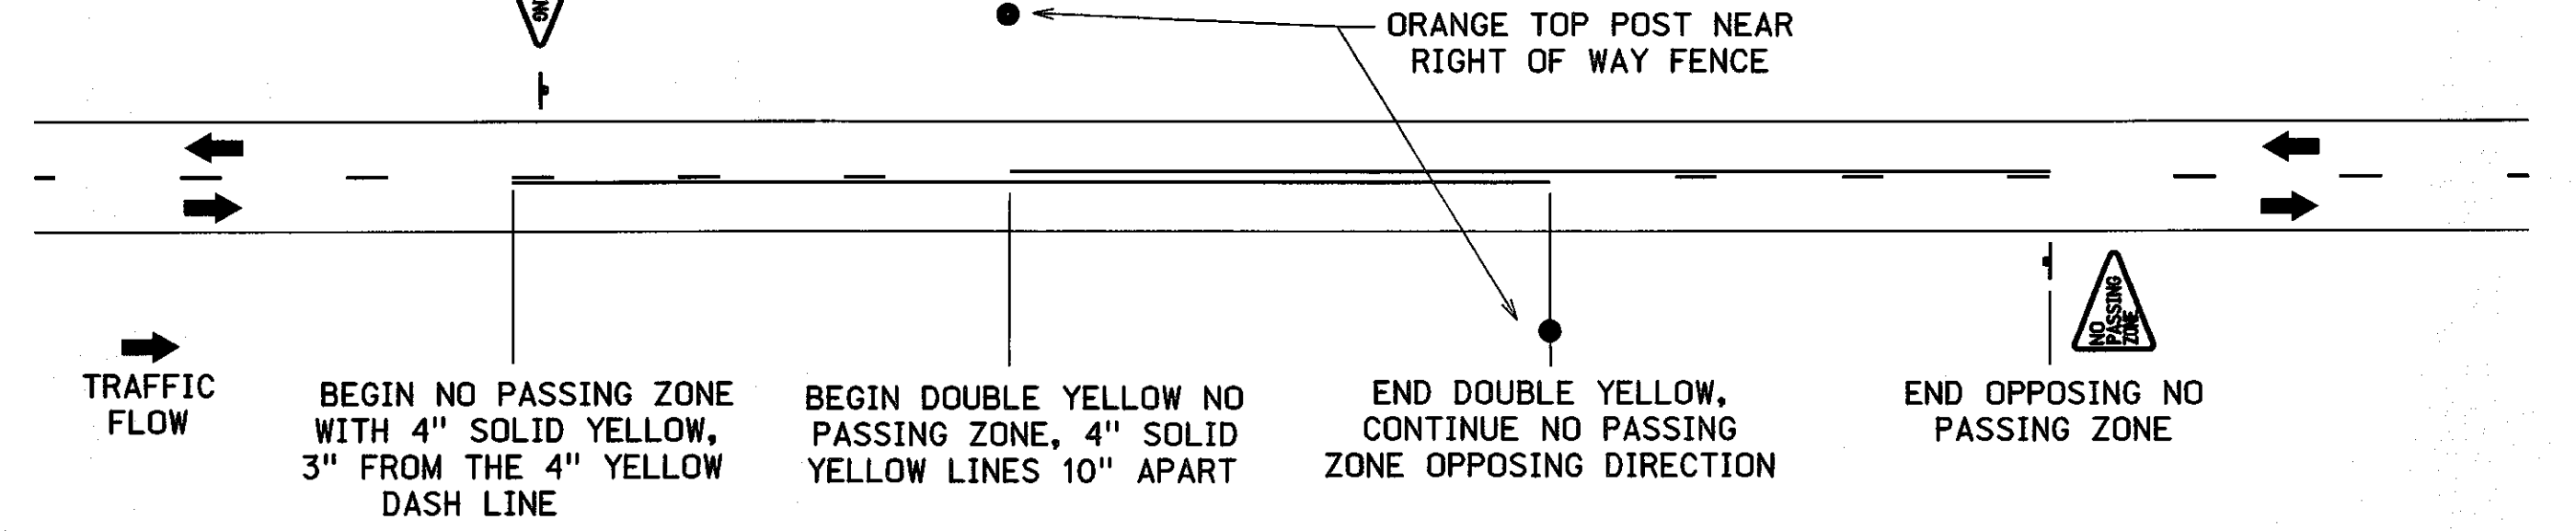 ORANGE TOP POST NEAR
RIGHT OF WAY FENCE
NO
PASSING
ZONE
TRAFFIC
FLOW
BEGIN NO PASSING ZONE
WITH 4" SOLID YELLOW,
3" FROM THE 4" YELLOW
DASH LINE
BEGIN DOUBLE YELLOW NO
PASSING ZONE, 4" SOLID
YELLOW LINES 10" APART
END DOUBLE YELLOW,
CONTINUE NO PASSING
ZONE OPPOSING DIRECTION
END OPPOSING NO
PASSING ZONE